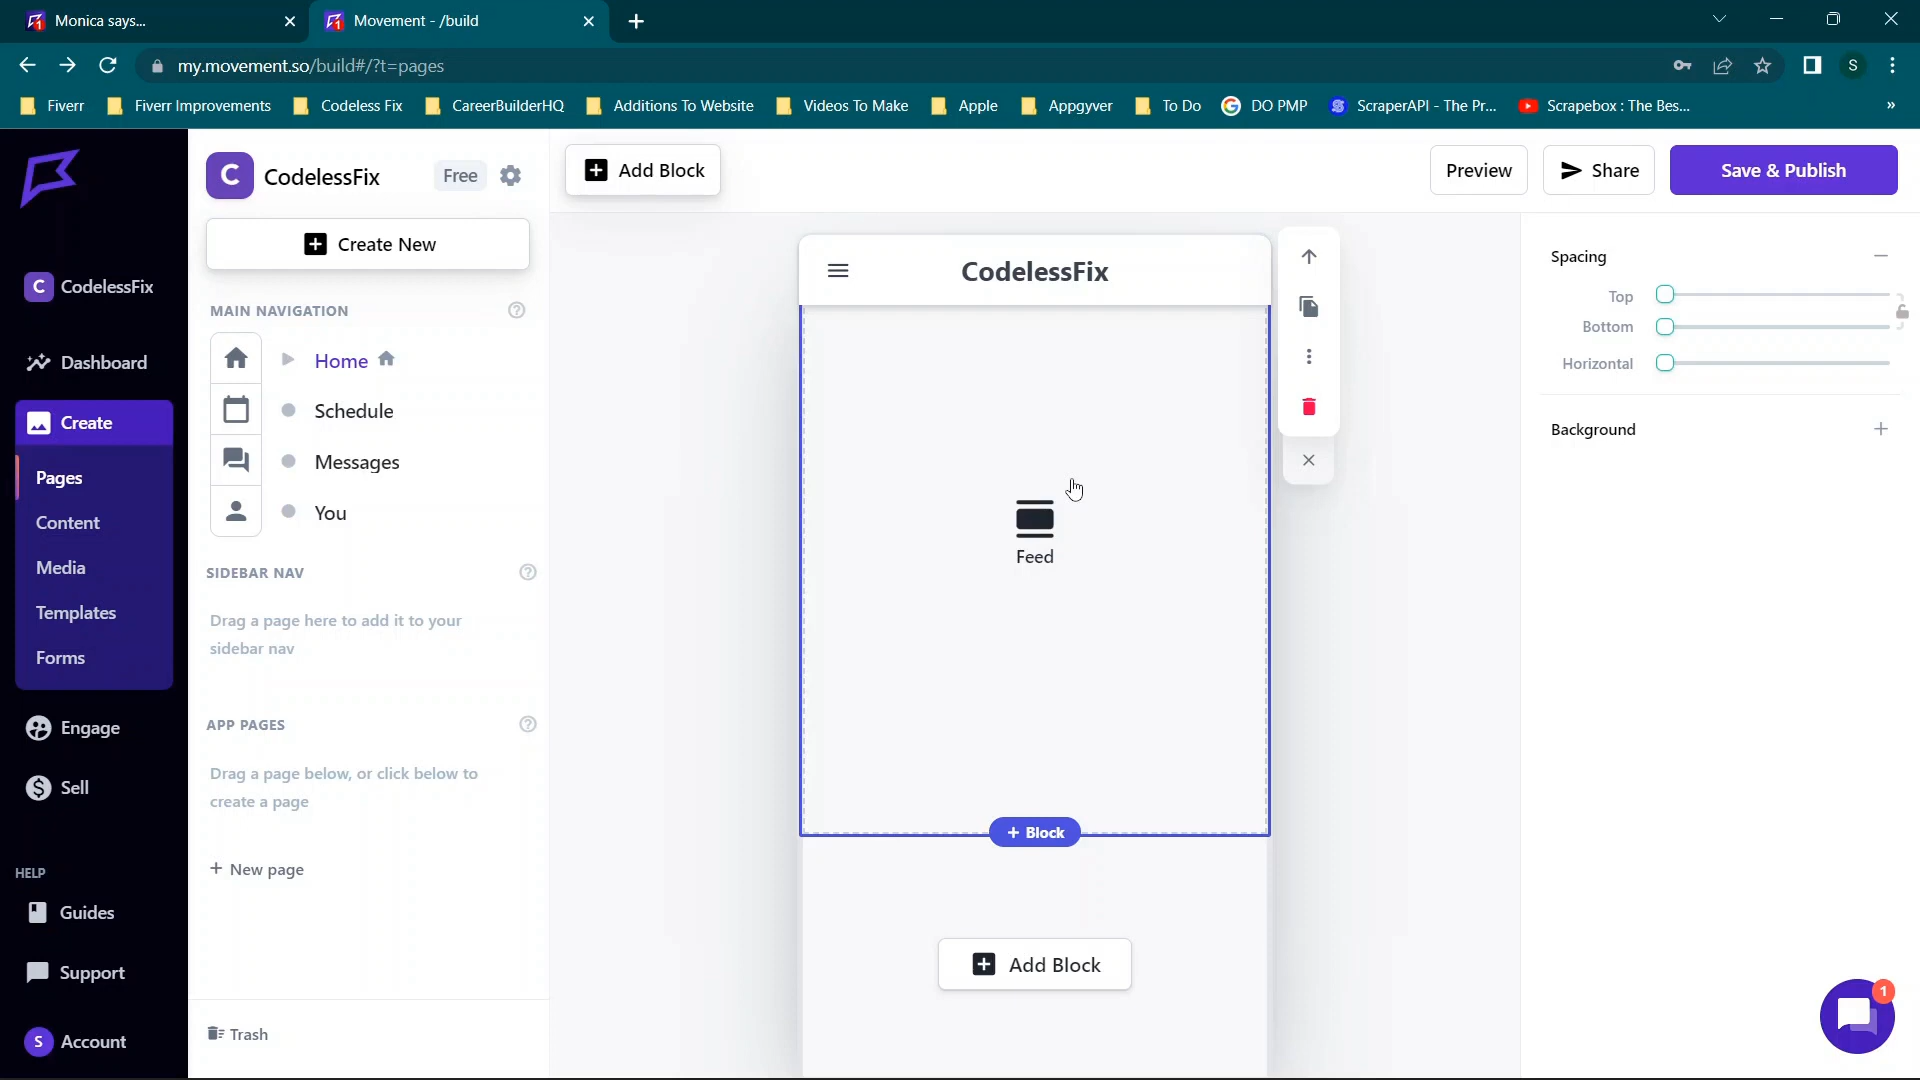 Monica says...
Movement - /build
my.movement.so/build#/?t=pages
S
Fiverr
Fiverr Improvements
Codeless Fix
CareerBuilderHQ
Additions To Website
Videos To Make
Apple
Appgyver
To Do
DO PMP
ScraperAPI - The Pr...
Scrapebox : The Bes...
»
C CodelessFix
Dashboard
Create
Pages
Content
Media
Templates
Forms
Engage
Sell
HELP
Guides
Support
S Account
C CodelessFix Free
Create New
MAIN NAVIGATION
Home
Schedule
Messages
You
SIDEBAR NAV
Drag a page here to add it to your
sidebar nav
APP PAGES
Drag a page below, or click below to
create a page
+ New page
Trash
Add Block
Preview
Share
Save & Publish
CodelessFix
Feed
+ Block
Add Block
Spacing
Top
Bottom
Horizontal
Background
1